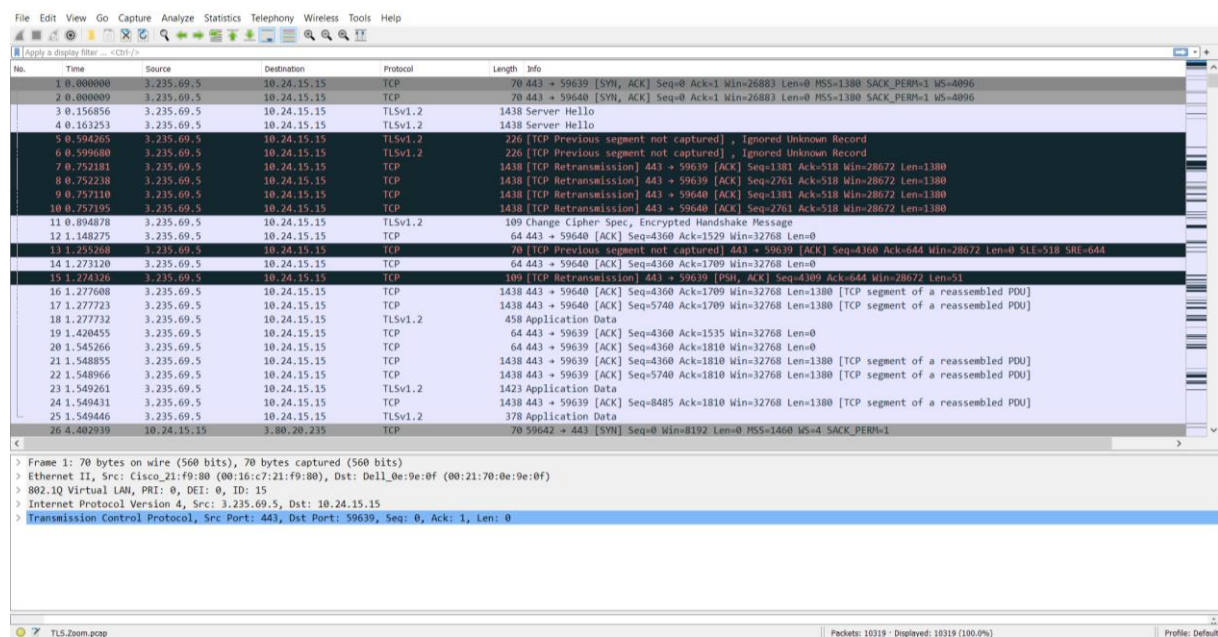 File Edit View Go Capture Analyze Statistics Telephony Wireless Tools Help
Apply a display filter ... <Ctrl-/>
No. Time Source Destination Protocol Length Info
1 0.000000 3.235.69.5 10.24.15.15 TCP 70 443 → 59639 [SYN, ACK] Seq=0 Ack=1 Win=26883 Len=0 MSS=1380 SACK_PERM=1 WS=4096
2 0.000009 3.235.69.5 10.24.15.15 TCP 70 443 → 59640 [SYN, ACK] Seq=0 Ack=1 Win=26883 Len=0 MSS=1380 SACK_PERM=1 WS=4096
3 0.156856 3.235.69.5 10.24.15.15 TLSv1.2 1438 Server Hello
4 0.163253 3.235.69.5 10.24.15.15 TLSv1.2 1438 Server Hello
5 0.594265 3.235.69.5 10.24.15.15 TLSv1.2 226 [TCP Previous segment not captured] , Ignored Unknown Record
6 0.599680 3.235.69.5 10.24.15.15 TLSv1.2 226 [TCP Previous segment not captured] , Ignored Unknown Record
7 0.752181 3.235.69.5 10.24.15.15 TCP 1438 [TCP Retransmission] 443 → 59639 [ACK] Seq=1381 Ack=518 Win=28672 Len=1380
8 0.752238 3.235.69.5 10.24.15.15 TCP 1438 [TCP Retransmission] 443 → 59639 [ACK] Seq=2761 Ack=518 Win=28672 Len=1380
9 0.757110 3.235.69.5 10.24.15.15 TCP 1438 [TCP Retransmission] 443 → 59640 [ACK] Seq=1381 Ack=518 Win=28672 Len=1380
10 0.757195 3.235.69.5 10.24.15.15 TCP 1438 [TCP Retransmission] 443 → 59640 [ACK] Seq=2761 Ack=518 Win=28672 Len=1380
11 0.894878 3.235.69.5 10.24.15.15 TLSv1.2 109 Change Cipher Spec, Encrypted Handshake Message
12 1.148275 3.235.69.5 10.24.15.15 TCP 64 443 → 59640 [ACK] Seq=4360 Ack=1529 Win=32768 Len=0
13 1.255268 3.235.69.5 10.24.15.15 TCP 70 [TCP Previous segment not captured] 443 → 59639 [ACK] Seq=4360 Ack=644 Win=28672 Len=0 SLE=518 SRE=644
14 1.273120 3.235.69.5 10.24.15.15 TCP 64 443 → 59640 [ACK] Seq=4360 Ack=1709 Win=32768 Len=0
15 1.274326 3.235.69.5 10.24.15.15 TCP 109 [TCP Retransmission] 443 → 59639 [PSH, ACK] Seq=4309 Ack=644 Win=28672 Len=51
16 1.277608 3.235.69.5 10.24.15.15 TCP 1438 443 → 59640 [ACK] Seq=4360 Ack=1709 Win=32768 Len=1380 [TCP segment of a reassembled PDU]
17 1.277723 3.235.69.5 10.24.15.15 TCP 1438 443 → 59640 [ACK] Seq=5740 Ack=1709 Win=32768 Len=1380 [TCP segment of a reassembled PDU]
18 1.277732 3.235.69.5 10.24.15.15 TLSv1.2 458 Application Data
19 1.420455 3.235.69.5 10.24.15.15 TCP 64 443 → 59639 [ACK] Seq=4360 Ack=1535 Win=32768 Len=0
20 1.545266 3.235.69.5 10.24.15.15 TCP 64 443 → 59639 [ACK] Seq=4360 Ack=1810 Win=32768 Len=0
21 1.548855 3.235.69.5 10.24.15.15 TCP 1438 443 → 59639 [ACK] Seq=4360 Ack=1810 Win=32768 Len=1380 [TCP segment of a reassembled PDU]
22 1.548966 3.235.69.5 10.24.15.15 TCP 1438 443 → 59639 [ACK] Seq=5740 Ack=1810 Win=32768 Len=1380 [TCP segment of a reassembled PDU]
23 1.549261 3.235.69.5 10.24.15.15 TLSv1.2 1423 Application Data
24 1.549431 3.235.69.5 10.24.15.15 TCP 1438 443 → 59639 [ACK] Seq=8485 Ack=1810 Win=32768 Len=1380 [TCP segment of a reassembled PDU]
25 1.549446 3.235.69.5 10.24.15.15 TLSv1.2 378 Application Data
26 4.402939 10.24.15.15 3.80.20.235 TCP 70 59642 → 443 [SYN] Seq=0 Win=8192 Len=0 MSS=1460 WS=4 SACK_PERM=1
> Frame 1: 70 bytes on wire (560 bits), 70 bytes captured (560 bits)
> Ethernet II, Src: Cisco_21:f9:80 (00:16:c7:21:f9:80), Dst: Dell_0e:9e:0f (00:21:70:0e:9e:0f)
> 802.1Q Virtual LAN, PRI: 0, DEI: 0, ID: 15
> Internet Protocol Version 4, Src: 3.235.69.5, Dst: 10.24.15.15
> Transmission Control Protocol, Src Port: 443, Dst Port: 59639, Seq: 0, Ack: 1, Len: 0
TLS.Zoom.pcap Packets: 10319 · Displayed: 10319 (100.0%) Profile: Default